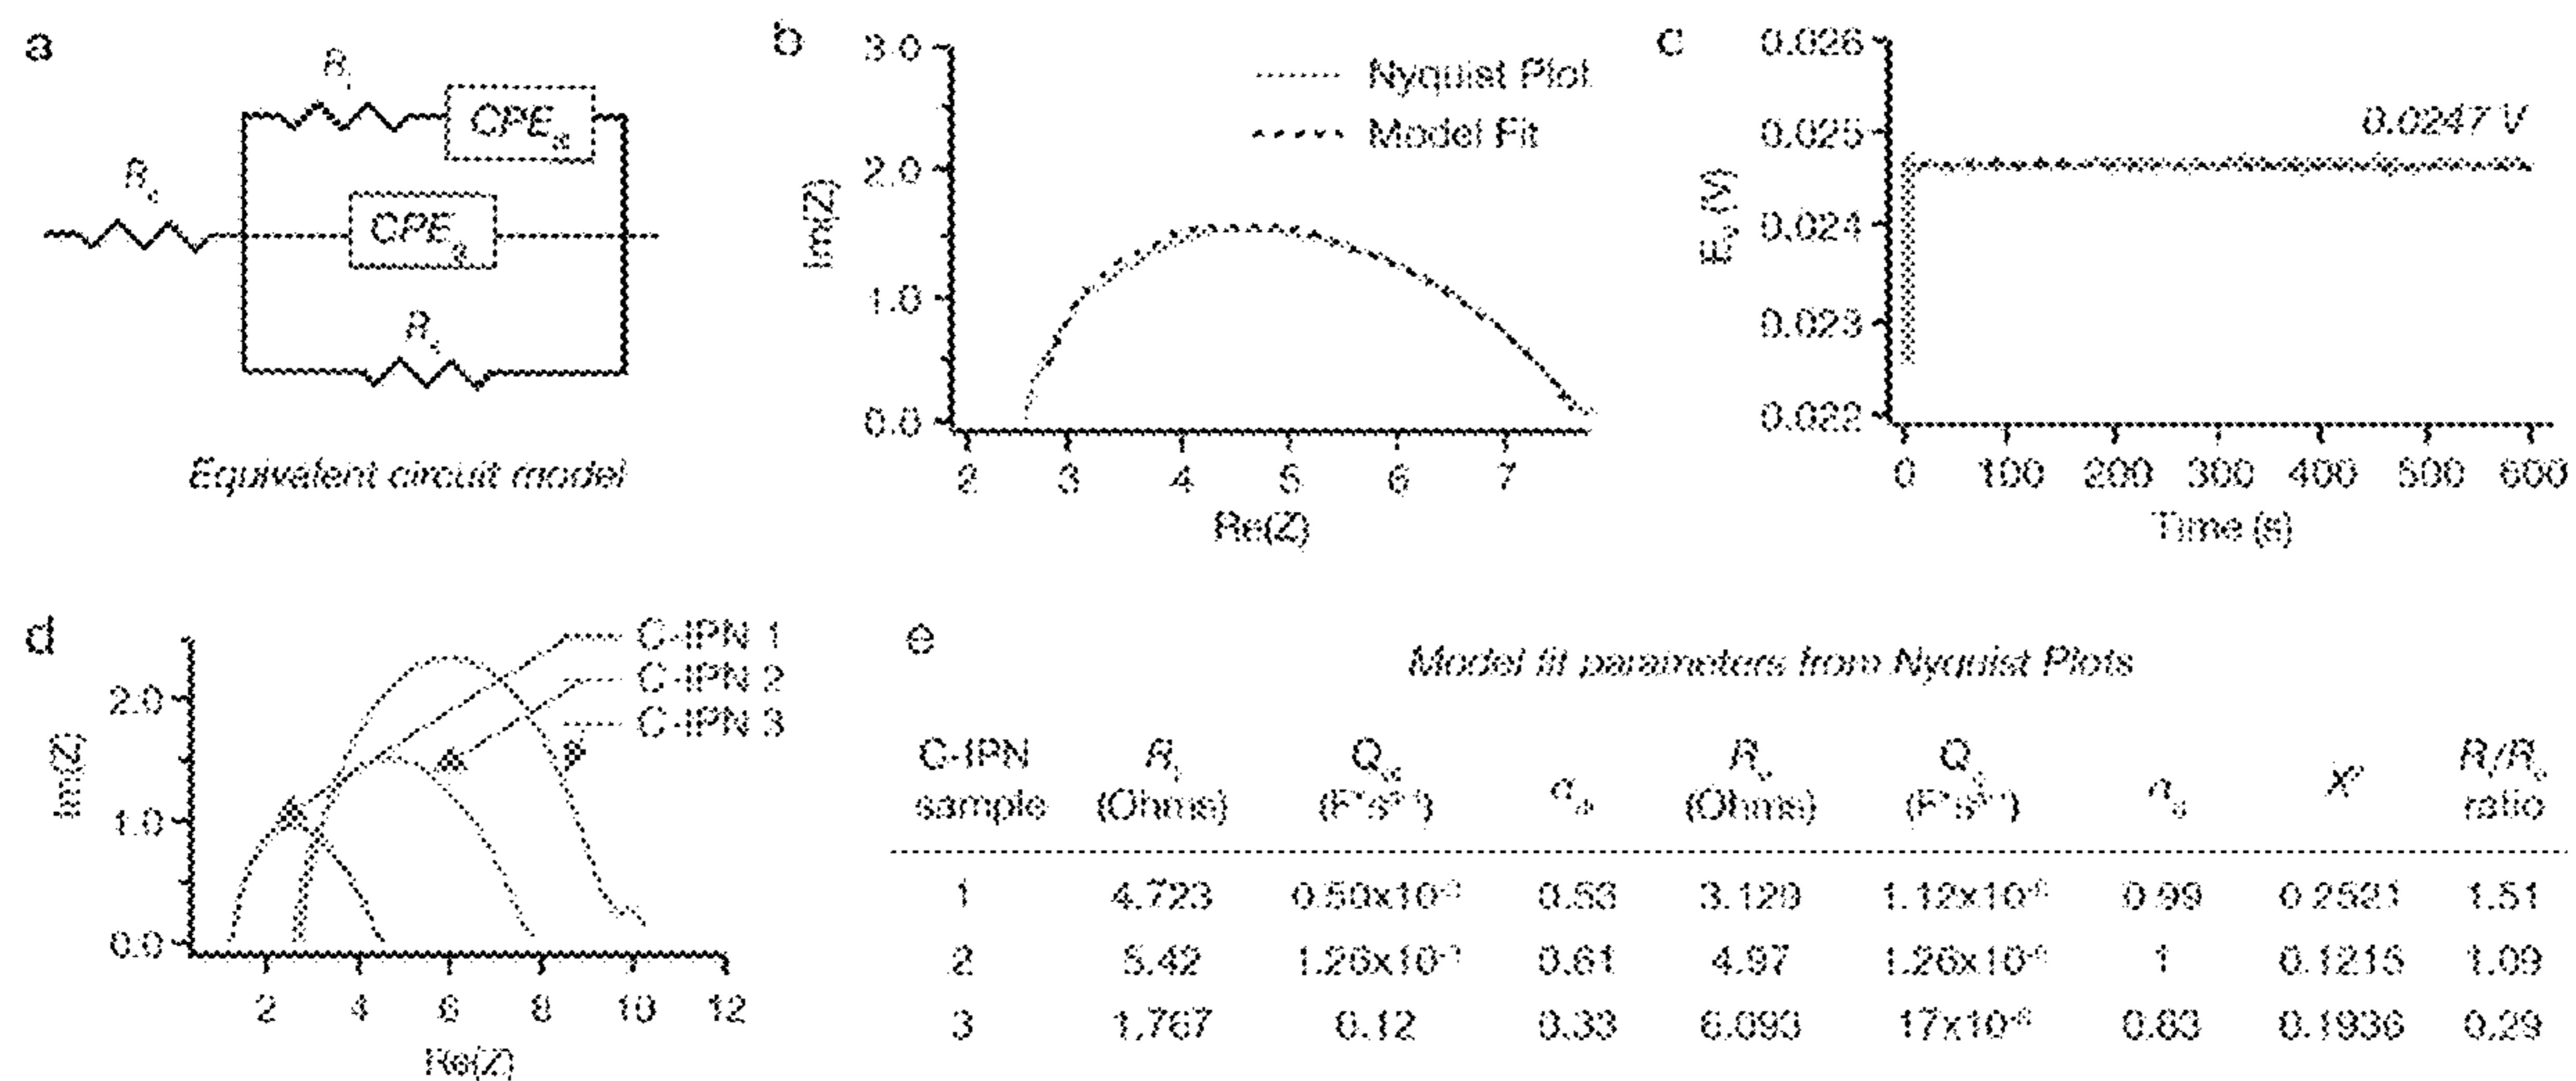 a
CPE
CPE
Equivalent circuit model
b
3.0
2.0
1.0
0.0
Im(Z)
Nyquist Plot
Model Fit
2 3 4 5 6 7
Re(Z)
c
0.026
0.025
0.024
0.023
0.022
0.0247 V
0 100 200 300 400 500 600
Time (s)
d
2.0
1.0
0.0
Im(Z)
C-IPN 1
C-IPN 2
C-IPN 3
2 4 6 8 10 12
Re(Z)
e
Model fit parameters from Nyquist Plots
C-IPN
sample (Ohms) (Ohms) ratio
1 4.723 0.53 3.129 0.99 0.2521 1.51
2 5.42 0.61 4.97 1 0.1215 1.09
3 1.767 0.12 0.33 6.093 0.83 0.1936 0.29